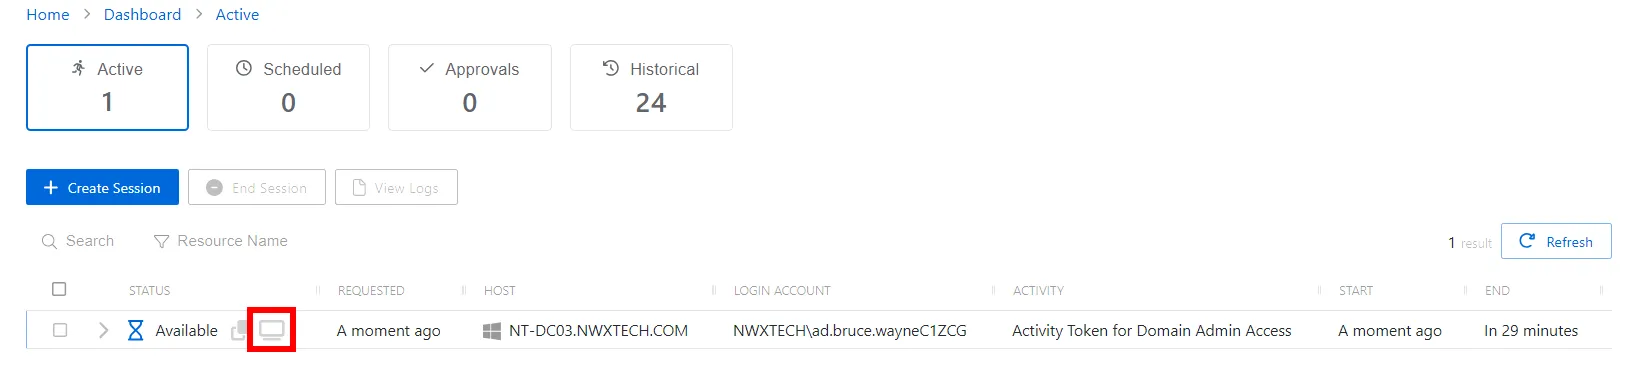 Home > Dashboard > Active
Active Scheduled Approvals Historical
1 0 0 24
+ Create Session End Session View Logs
Search Resource Name 1 result Refresh
STATUS REQUESTED HOST LOGIN ACCOUNT ACTIVITY START END
Available A moment ago NT-DC03.NWXTECH.COM NWXTECH\ad.bruce.wayneC1ZCG Activity Token for Domain Admin Access A moment ago In 29 minutes